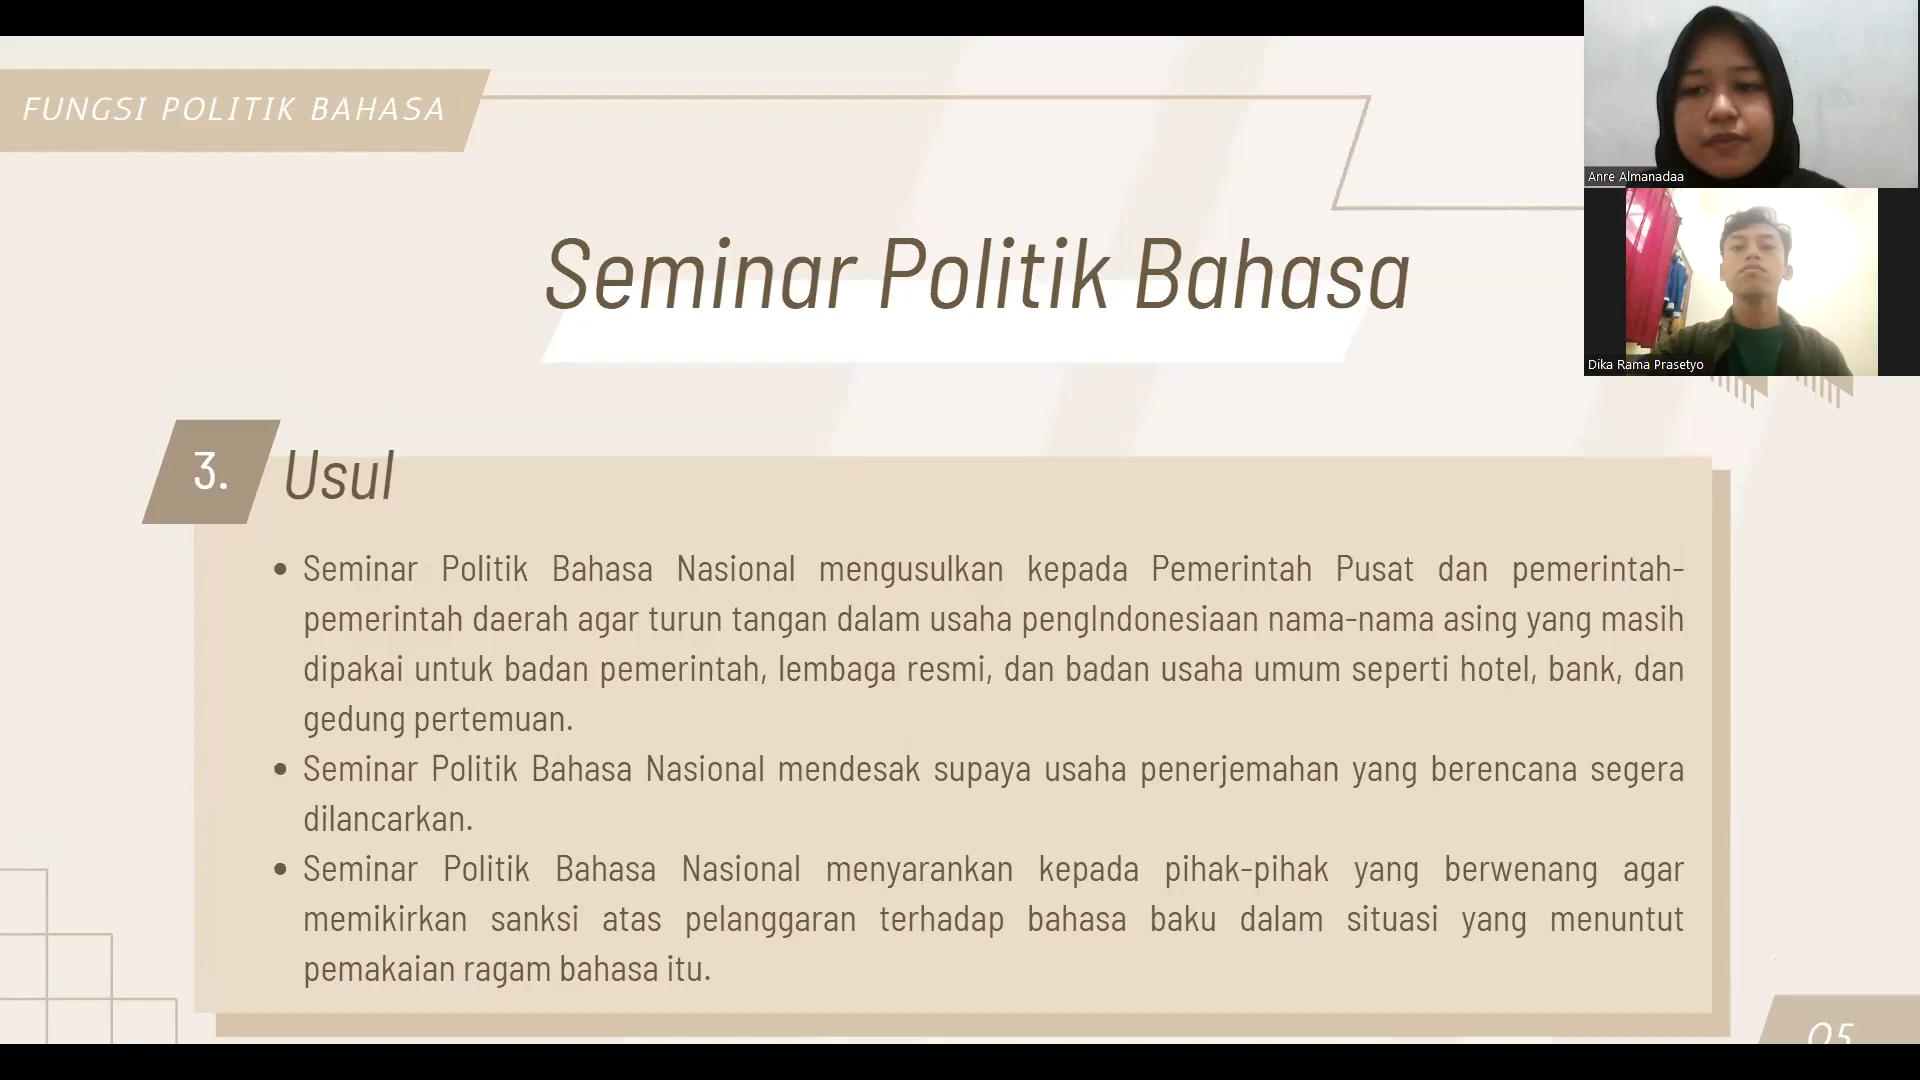 FUNGSI POLITIK BAHASA
Seminar Politik Bahasa
Anre Almanadaa
Dika Rama Prasetyo
3. Usul
• Seminar Politik Bahasa Nasional mengusulkan kepada Pemerintah Pusat dan pemerintah-
pemerintah daerah agar turun tangan dalam usaha pengIndonesiaan nama-nama asing yang masih
dipakai untuk badan pemerintah, lembaga resmi, dan badan usaha umum seperti hotel, bank, dan
gedung pertemuan.
• Seminar Politik Bahasa Nasional mendesak supaya usaha penerjemahan yang berencana segera
dilancarkan.
• Seminar Politik Bahasa Nasional menyarankan kepada pihak-pihak yang berwenang agar
memikirkan sanksi atas pelanggaran terhadap bahasa baku dalam situasi yang menuntut
pemakaian ragam bahasa itu.
05